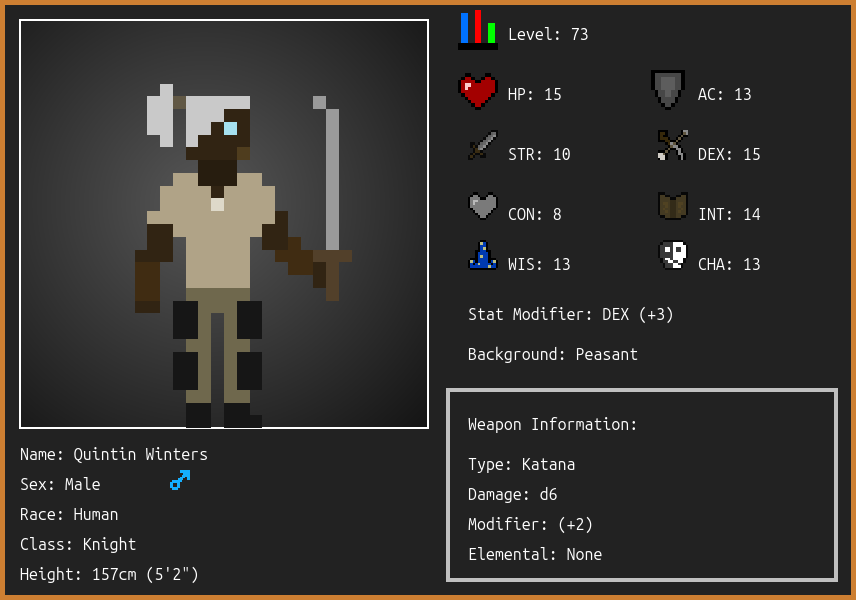 Level: 73
HP: 15
AC: 13
STR: 10
DEX: 15
CON: 8
INT: 14
WIS: 13
CHA: 13
Stat Modifier: DEX (+3)
Background: Peasant
Weapon Information:
Type: Katana
Damage: d6
Modifier: (+2)
Elemental: None
Name: Quintin Winters
Sex: Male
Race: Human
Class: Knight
Height: 157cm (5'2")